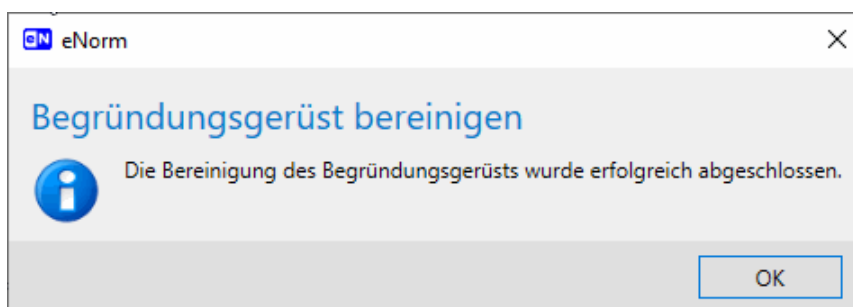 eN eNorm
Begründungsgerüst bereinigen
Die Bereinigung des Begründungsgerüsts wurde erfolgreich abgeschlossen.
OK